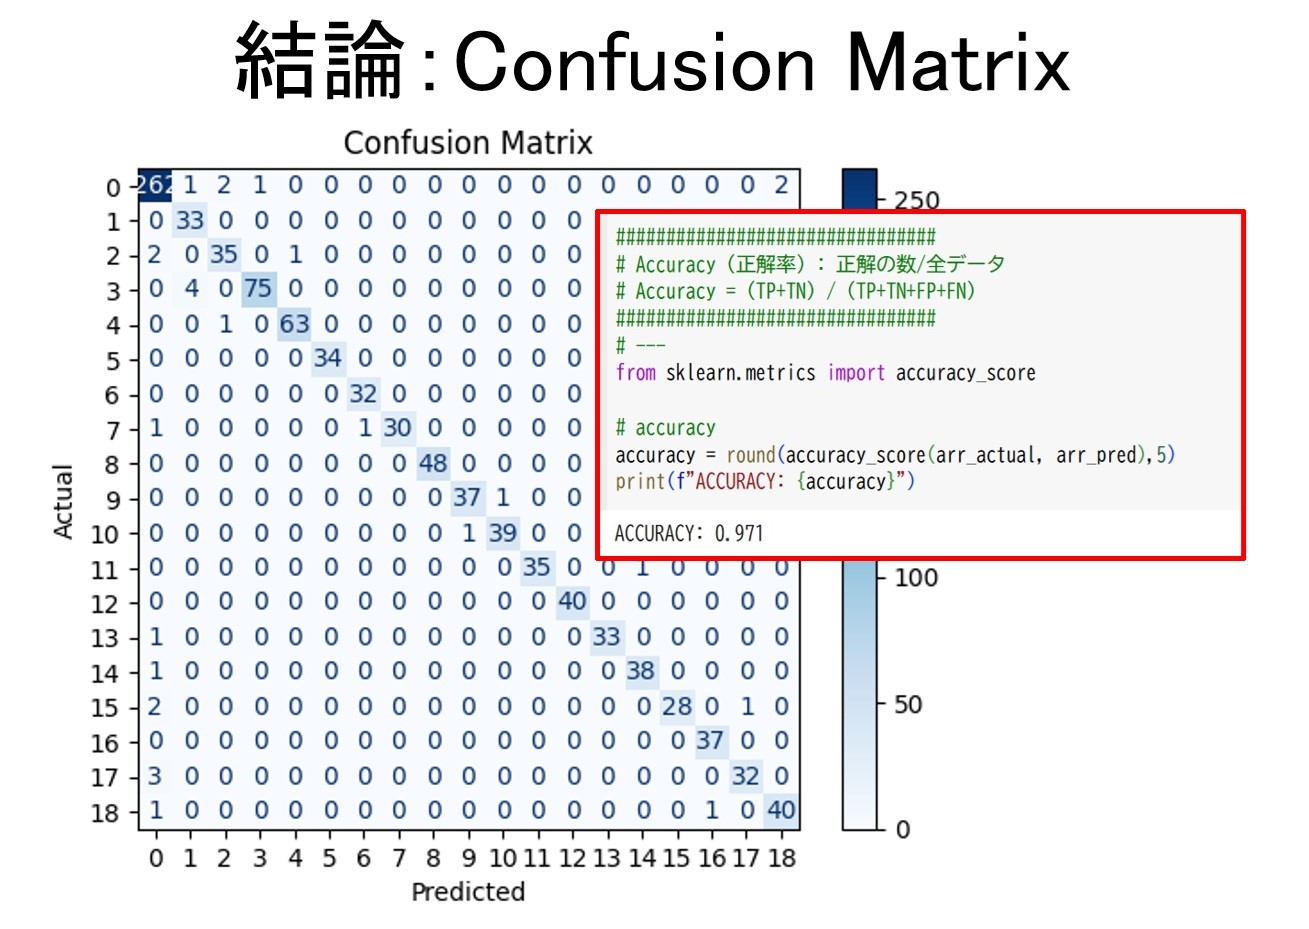 結論：Confusion Matrix
Confusion Matrix
0 262 1 2 1 0 0 0 0 0 0 0 0 0 0 0 0 0 0 2
250
1 0 33 0 0 0 0 0 0 0 0 0 0 0
2 2 0 35 0 1 0 0 0 0 0 0 0 0
3 0 4 0 75 0 0 0 0 0 0 0 0 0
4 0 0 1 0 63 0 0 0 0 0 0 0 0
5 0 0 0 0 0 34 0 0 0 0 0 0 0
6 0 0 0 0 0 0 32 0 0 0 0 0 0
7 1 0 0 0 0 0 1 30 0 0 0 0 0
8 0 0 0 0 0 0 0 0 48 0 0 0 0
9 0 0 0 0 0 0 0 0 0 37 1 0 0
10 0 0 0 0 0 0 0 0 0 1 39 0 0
################################
# Accuracy (正解率) : 正解の数/全データ
# Accuracy = (TP+TN) / (TP+TN+FP+FN)
################################
# ---
from sklearn.metrics import accuracy_score
# accuracy
accuracy = round(accuracy_score(arr_actual, arr_pred),5)
print(f"ACCURACY: {accuracy}")
ACCURACY: 0.971
11 0 0 0 0 0 0 0 0 0 0 0 35 0 0 1 0 0 0 0
100
12 0 0 0 0 0 0 0 0 0 0 0 0 40 0 0 0 0 0 0
13 1 0 0 0 0 0 0 0 0 0 0 0 0 33 0 0 0 0 0
14 1 0 0 0 0 0 0 0 0 0 0 0 0 0 38 0 0 0 0
15 2 0 0 0 0 0 0 0 0 0 0 0 0 0 0 28 0 1 0
50
16 0 0 0 0 0 0 0 0 0 0 0 0 0 0 0 0 37 0 0
17 3 0 0 0 0 0 0 0 0 0 0 0 0 0 0 0 0 32 0
18 1 0 0 0 0 0 0 0 0 0 0 0 0 0 0 0 1 0 40
0
Actual
0 1 2 3 4 5 6 7 8 9 10 11 12 13 14 15 16 17 18
Predicted